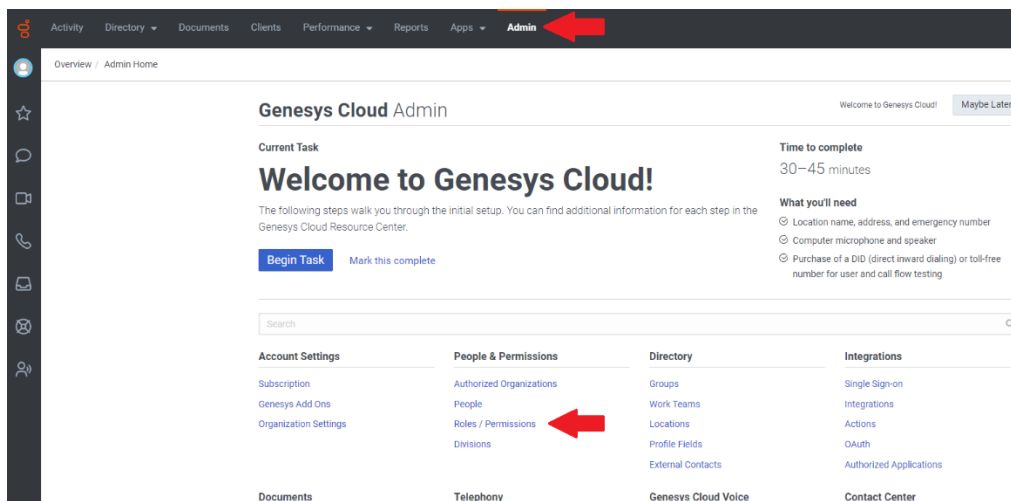 Activity Directory Documents Clients Performance Reports Apps Admin
Overview / Admin Home
Genesys Cloud Admin
Welcome to Genesys Cloud!
Maybe Later
Current Task
Welcome to Genesys Cloud!
The following steps walk you through the initial setup. You can find additional information for each step in the
Genesys Cloud Resource Center.
Begin Task Mark this complete
Time to complete
30–45 minutes
What you'll need
Location name, address, and emergency number
Computer microphone and speaker
Purchase of a DID (direct inward dialing) or toll-free
number for user and call flow testing
Search
Account Settings
Subscription
Genesys Add Ons
Organization Settings
People & Permissions
Authorized Organizations
People
Roles / Permissions
Divisions
Directory
Groups
Work Teams
Locations
Profile Fields
External Contacts
Integrations
Single Sign-on
Integrations
Actions
OAuth
Authorized Applications
Documents
Telephony
Genesys Cloud Voice
Contact Center